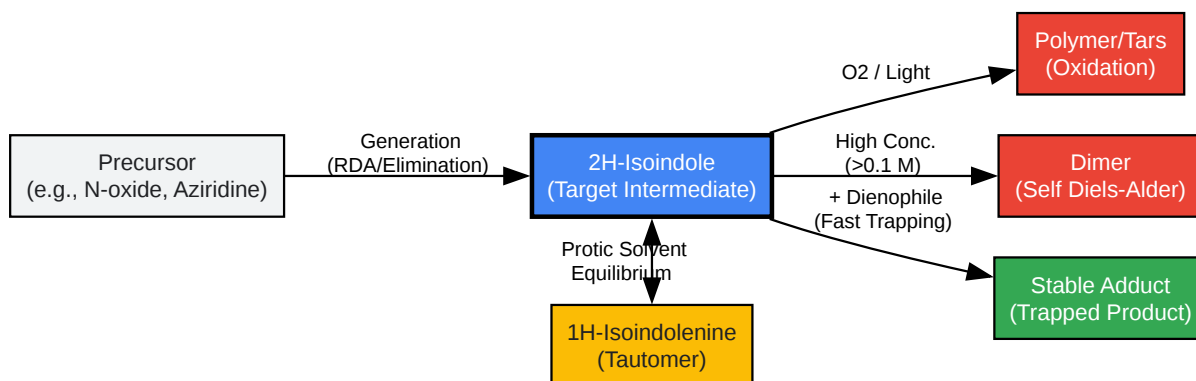 Precursor
(e.g., N-oxide, Aziridine)
Generation
(RDA/Elimination)
2H-Isoindole
(Target Intermediate)
Protic Solvent
Equilibrium
1H-Isoindolenine
(Tautomer)
O2 / Light
Polymer/Tars
(Oxidation)
High Conc.
(>0.1 M)
Dimer
(Self Diels-Alder)
+ Dienophile
(Fast Trapping)
Stable Adduct
(Trapped Product)